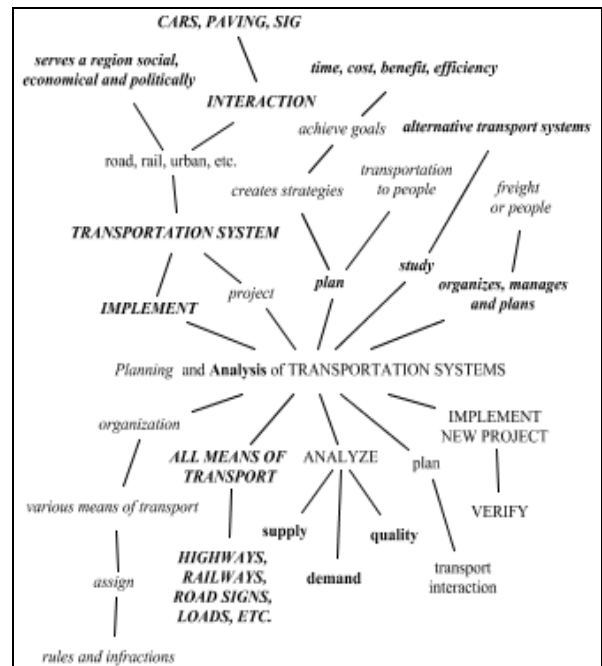 CARS, PAVING, SIG
serves a region social,
economical and politically
time, cost, benefit, efficiency
INTERACTION
achieve goals
alternative transport systems
road, rail, urban, etc.
transportation
to people
creates strategies
freight
or people
TRANSPORTATION SYSTEM
study
plan
project
organizes, manages
and plans
IMPLEMENT
Planning and Analysis of TRANSPORTATION SYSTEMS
organization
IMPLEMENT
NEW PROJECT
ALL MEANS OF
TRANSPORT
ANALYZE
plan
various means of transport
VERIFY
supply
quality
HIGHWAYS,
RAILWAYS,
ROAD SIGNS,
LOADS, ETC.
demand
transport
interaction
assign
rules and infractions